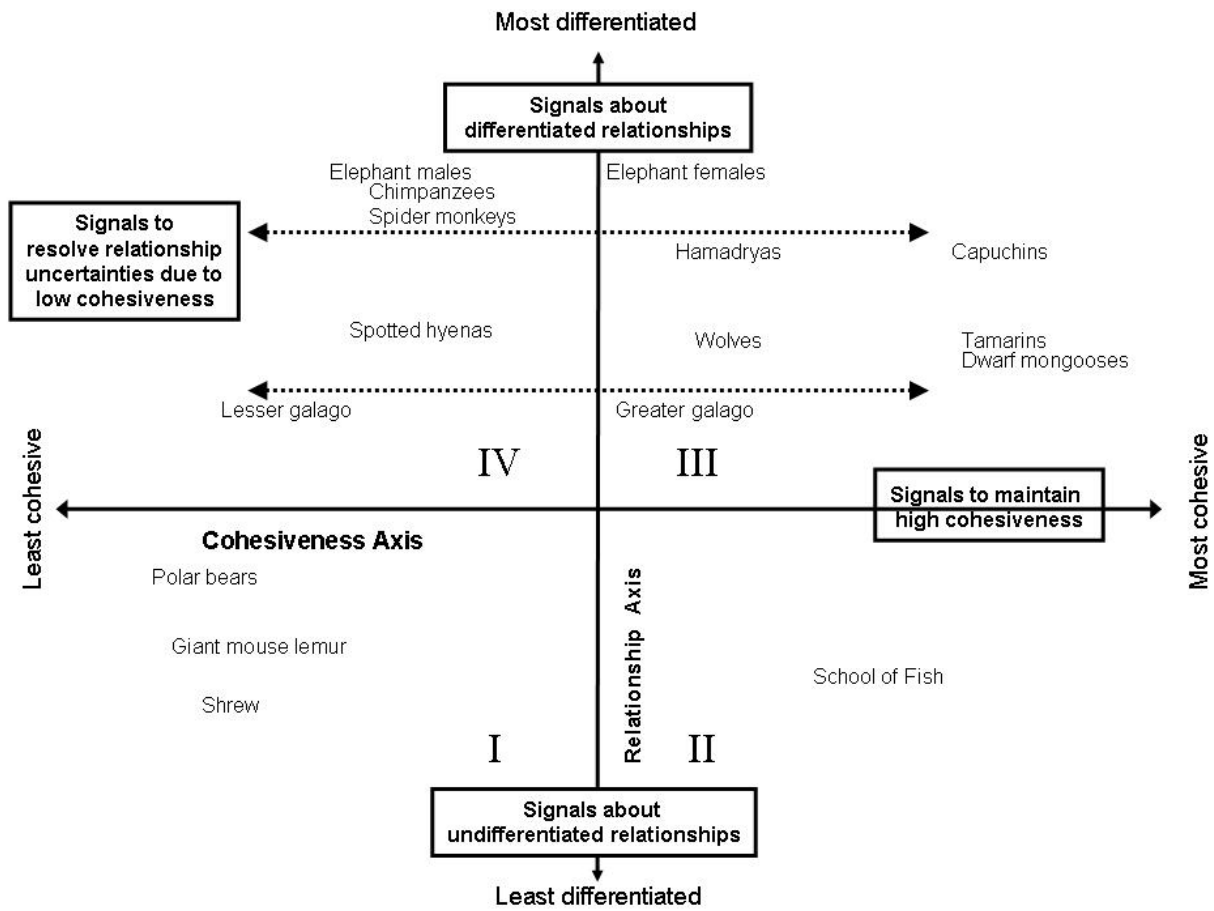 Most differentiated
Signals about
differentiated relationships
Elephant males
Elephant females
Chimpanzees
Spider monkeys
Signals to
resolve relationship
uncertainties due to
low cohesiveness
Hamadryas
Capuchins
Spotted hyenas
Wolves
Tamarins
Dwarf mongooses
Lesser galago
Greater galago
IV
III
Least cohesive
Signals to maintain
high cohesiveness
Most cohesive
Cohesiveness Axis
Polar bears
Relationship Axis
Giant mouse lemur
School of Fish
Shrew
I
II
Signals about
undifferentiated relationships
Least differentiated